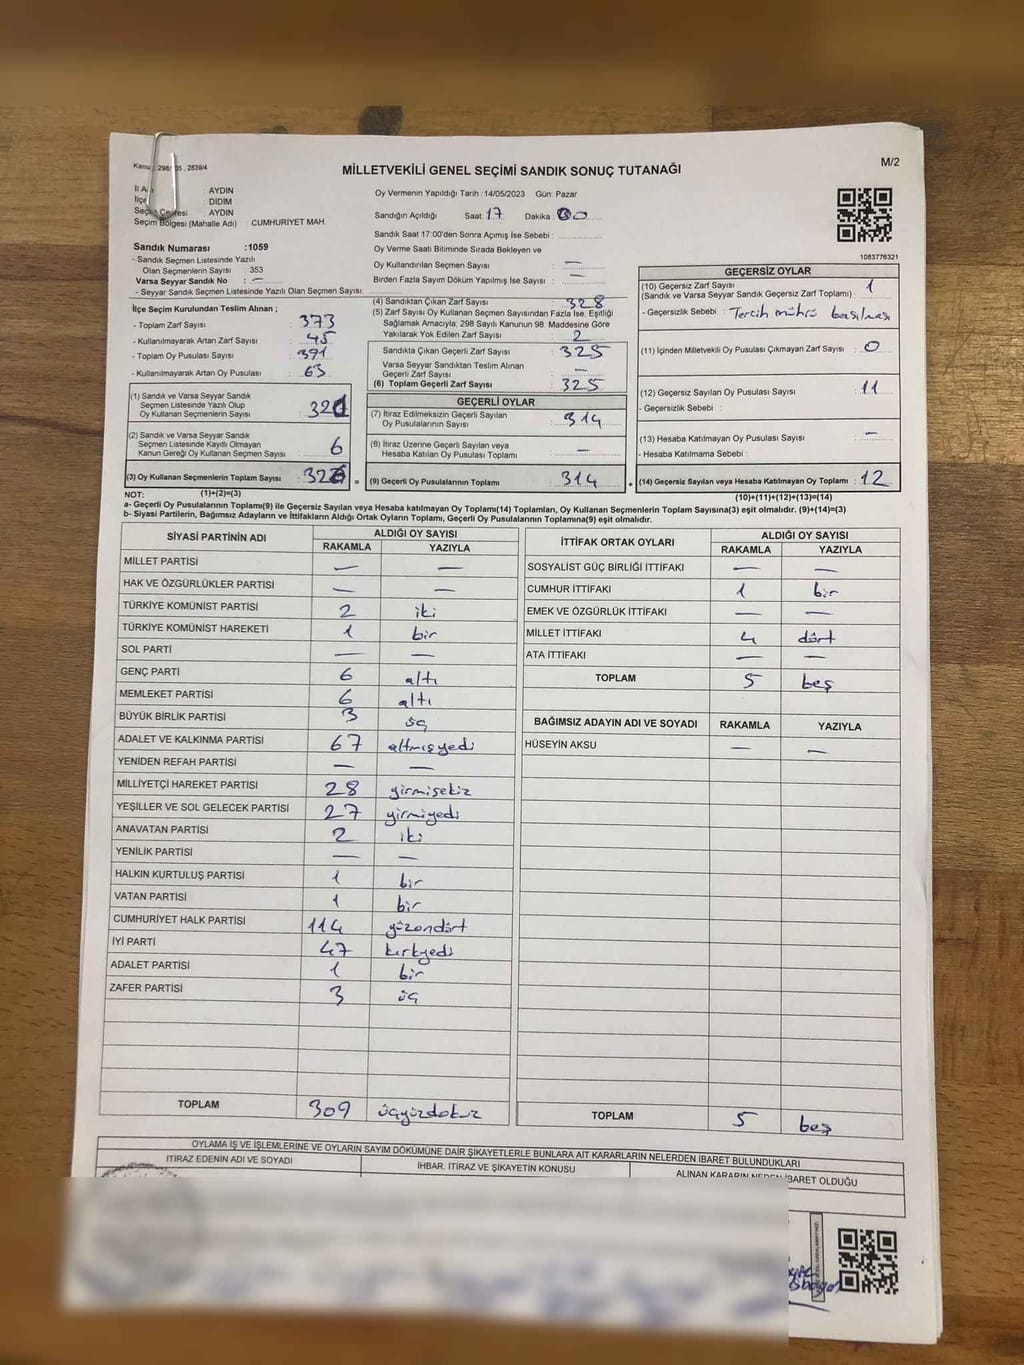 Kanu 298/ 05 , 2839/4
MİLLETVEKİLİ GENEL SEÇİMİ SANDIK SONUÇ TUTANAĞI
M/2
İl A : AYDIN
İlçe : DİDİM
Seçim Çevresi : AYDIN
Seçim Bölgesi (Mahalle Adı) : CUMHURIYET MAH.
Oy Vermenin Yapıldığı Tarih : 14/05/2023 Gün: Pazar
Sandığın Açıldığı Saat: 17 Dakika : 00
Sandık Saat 17:00'den Sonra Açımış İse Sebebi :
Oy Verme Saati Bitiminde Sırada Bekleyen ve
Oy Kullandırılan Seçmen Sayısı : —
Birden Fazla Sayım Döküm Yapılmış İse Sayısı : —
1083776321
Sandık Numarası :1059
- Sandık Seçmen Listesinde Yazılı
Olan Seçmenlerin Sayısı : 353
Varsa Seyyar Sandık No : —
- Seyyar Sandık Seçmen Listesinde Yazılı Olan Seçmen Sayısı:
İlçe Seçim Kurulundan Teslim Alınan ;
- Toplam Zarf Sayısı : 373
- Kullanılmayarak Artan Zarf Sayısı : 45
- Toplam Oy Pusulası Sayısı : 391
- Kullanılmayarak Artan Oy Pusulası : 63
(1) Sandık ve Varsa Seyyar Sandık
Seçmen Listesinde Yazılı Olup
Oy Kullanan Seçmenlerin Sayısı :
(2) Sandık ve Varsa Seyyar Sandık
Seçmen Listesinde Kayıtlı Olmayan
Kanun Gereği Oy Kullanan Seçmen Sayısı : 6
(3) Oy Kullanan Seçmenlerin Toplam Sayısı : 326 =
(1)+(2)=(3)
(4) Sandıktan Çıkan Zarf Sayısı : 328
(5) Zarf Sayısı Oy Kullanan Seçmen Sayısından Fazla İse, Eşitliği
Sağlamak Amacıyla, 298 Sayılı Kanunun 98. Maddesine Göre
Yakılarak Yok Edilen Zarf Sayısı : 2
Sandıkta Çıkan Geçerli Zarf Sayısı : 325
Varsa Seyyar Sandıktan Teslim Alınan
Geçerli Zarf Sayısı : —
(6) Toplam Geçerli Zarf Sayısı : 325
GEÇERLİ OYLAR
(7) İtiraz Edilmeksizin Geçerli Sayılan
Oy Pusulalarının Sayısı : 314
(8) İtiraz Üzerine Geçerli Sayılan veya
Hesaba Katılan Oy Pusulası Toplamı : —
(9) Geçerli Oy Pusulalarının Toplamı : 314 +
GEÇERSİZ OYLAR
(10) Geçersiz Zarf Sayısı
(Sandık ve Varsa Seyyar Sandık Geçersiz Zarf Toplamı) : 1
- Geçersizlik Sebebi : Tercih mührü basılması
(11) İçinden Milletvekili Oy Pusulası Çıkmayan Zarf Sayısı : 0
(12) Geçersiz Sayılan Oy Pusulası Sayısı : 11
- Geçersizlik Sebebi :
(13) Hesaba Katılmayan Oy Pusulası Sayısı : —
- Hesaba Katılmama Sebebi :
(14) Geçersiz Sayılan veya Hesaba Katılmayan Oy Toplamı : 12
(10)+(11)+(12)+(13)=(14)
NOT:
a- Geçerli Oy Pusulaları Toplamı(9) ile Geçersiz Sayılan veya Hesaba katılmayan Oy Toplamı(14) Toplamları, Oy Kullanan Seçmenlerin Toplam Sayısına(3) eşit olmalıdır. (9)+(14)=(3)
b- Siyasi Partilerin, Bağımsız Adayların ve İttifakların Aldığı Ortak Oyların Toplamı, Geçerli Oy Pusulalarının Toplamına(9) eşit olmalıdır.
SİYASİ PARTİNİN ADI ALDIĞI OY SAYISI
RAKAMLA YAZIYLA
MİLLET PARTİSİ — —
HAK VE ÖZGÜRLÜKLER PARTİSİ — —
TÜRKİYE KOMÜNİST PARTİSİ 2 iki
TÜRKİYE KOMÜNİST HAREKETİ 1 bir
SOL PARTİ — —
GENÇ PARTİ 6 altı
MEMLEKET PARTİSİ 6 altı
BÜYÜK BİRLİK PARTİSİ 3 üç
ADALET VE KALKINMA PARTİSİ 67 altmışyedi
YENİDEN REFAH PARTİSİ — —
MİLLİYETÇİ HAREKET PARTİSİ 28 yirmisekiz
YEŞİLLER VE SOL GELECEK PARTİSİ 27 yirmiyedi
ANAVATAN PARTİSİ 2 iki
YENİLİK PARTİSİ — —
HALKIN KURTULUŞ PARTİSİ 1 bir
VATAN PARTİSİ 1 bir
CUMHURİYET HALK PARTİSİ 114 yüzondört
İYİ PARTİ 47 kırkyedi
ADALET PARTİSİ 1 bir
ZAFER PARTİSİ 3 üç
TOPLAM 309 üçyüzdokuz
İTTİFAK ORTAK OYLARI ALDIĞI OY SAYISI
RAKAMLA YAZIYLA
SOSYALİST GÜÇ BİRLİĞİ İTTİFAKI — —
CUMHUR İTTİFAKI 1 bir
EMEK VE ÖZGÜRLÜK İTTİFAKI — —
MİLLET İTTİFAKI 4 dört
ATA İTTİFAKI — —
TOPLAM 5 beş
BAĞIMSIZ ADAYIN ADI VE SOYADI RAKAMLA YAZIYLA
HÜSEYİN AKSU — —
TOPLAM 5 beş
OYLAMA İŞ VE İŞLEMLERİNE VE OYLARIN SAYIM DÖKÜMÜNE DAİR ŞİKAYETLERLE BUNLARA AİT KARARLARIN NELERDEN İBARET BULUNDUKLARI
İTİRAZ EDENİN ADI VE SOYADI İHBAR, İTİRAZ VE ŞİKAYETİN KONUSU ALINAN KARARIN NEDEN İBARET OLDUĞU